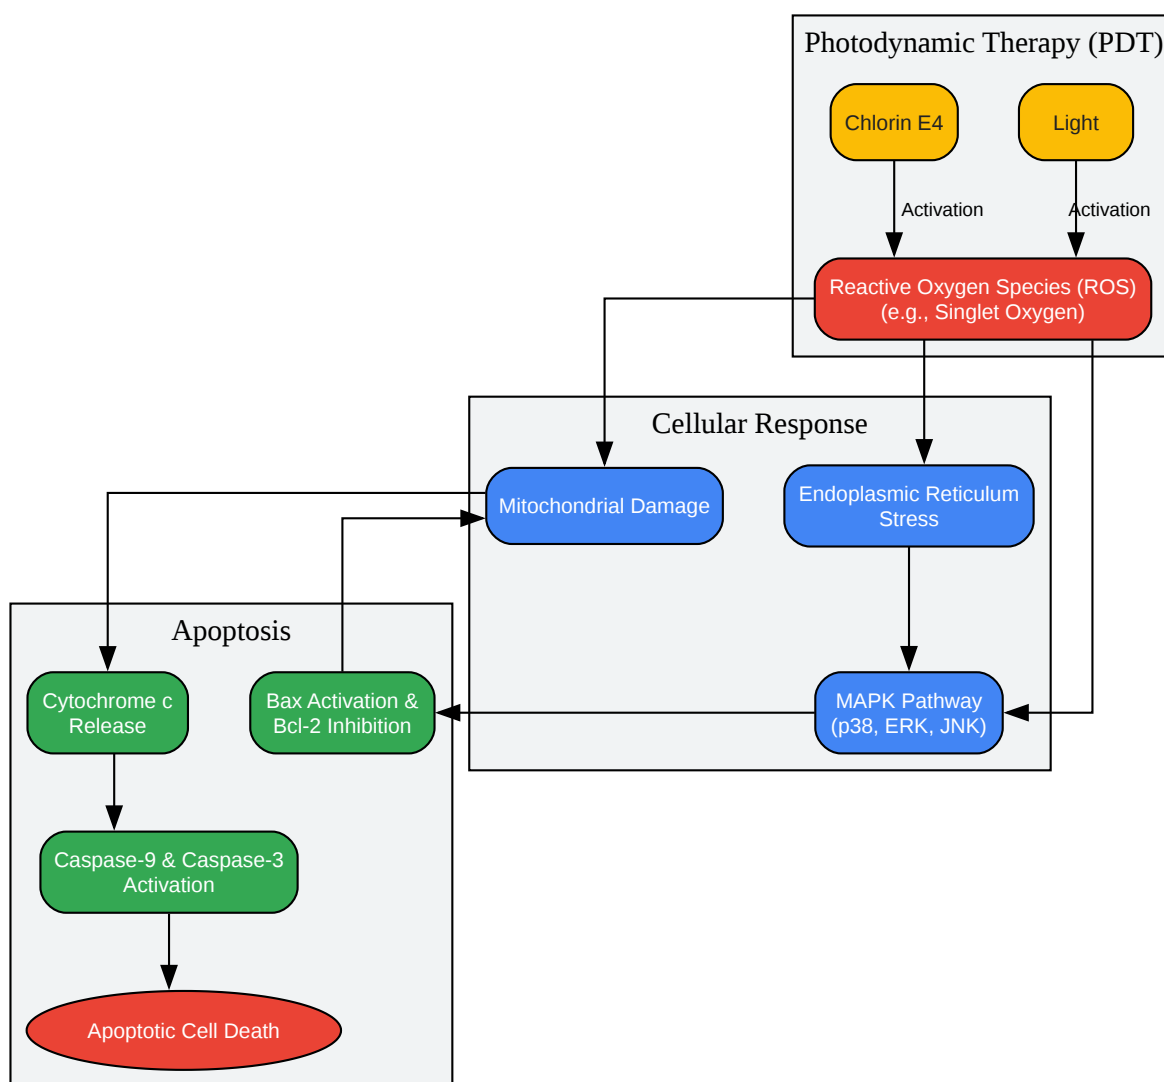 Photodynamic Therapy (PDT)
Chlorin E4
Light
Activation
Activation
Reactive Oxygen Species (ROS)
(e.g., Singlet Oxygen)
Cellular Response
Mitochondrial Damage
Endoplasmic Reticulum
Stress
MAPK Pathway
(p38, ERK, JNK)
Apoptosis
Cytochrome c
Release
Bax Activation &
Bcl-2 Inhibition
Caspase-9 & Caspase-3
Activation
Apoptotic Cell Death